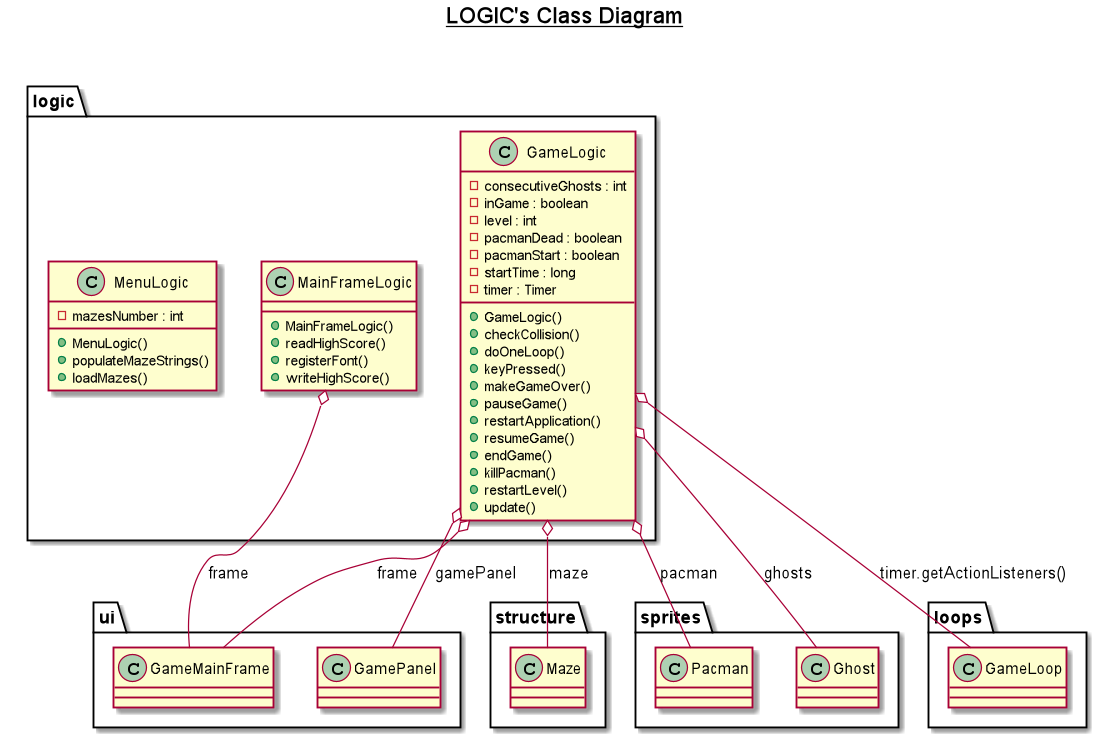 LOGIC's Class Diagram
logic
C GameLogic
consecutiveGhosts : int
inGame : boolean
level : int
pacmanDead : boolean
pacmanStart : boolean
startTime : long
timer : Timer
GameLogic()
checkCollision()
doOneLoop()
keyPressed()
makeGameOver()
pauseGame()
restartApplication()
resumeGame()
endGame()
killPacman()
restartLevel()
update()
C MenuLogic
mazesNumber : int
MenuLogic()
populateMazeStrings()
loadMazes()
C MainFrameLogic
MainFrameLogic()
readHighScore()
registerFont()
writeHighScore()
frame
frame
gamePanel
maze
pacman
ghosts
timer.getActionListeners()
ui
C GameMainFrame
C GamePanel
structure
C Maze
sprites
C Pacman
C Ghost
loops
C GameLoop